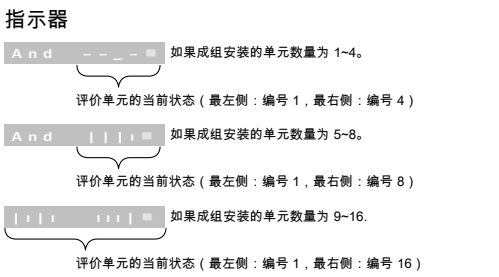 指示器
And --_-■ 如果成组安装的单元数量为 1~4。
评价单元的当前状态（最左侧：编号 1，最右侧：编号 4）
And |||ı■ 如果成组安装的单元数量为 5~8。
评价单元的当前状态（最左侧：编号 1，最右侧：编号 8）
|ı|ı ııı|■ 如果成组安装的单元数量为 9~16.
评价单元的当前状态（最左侧：编号 1，最右侧：编号 16）